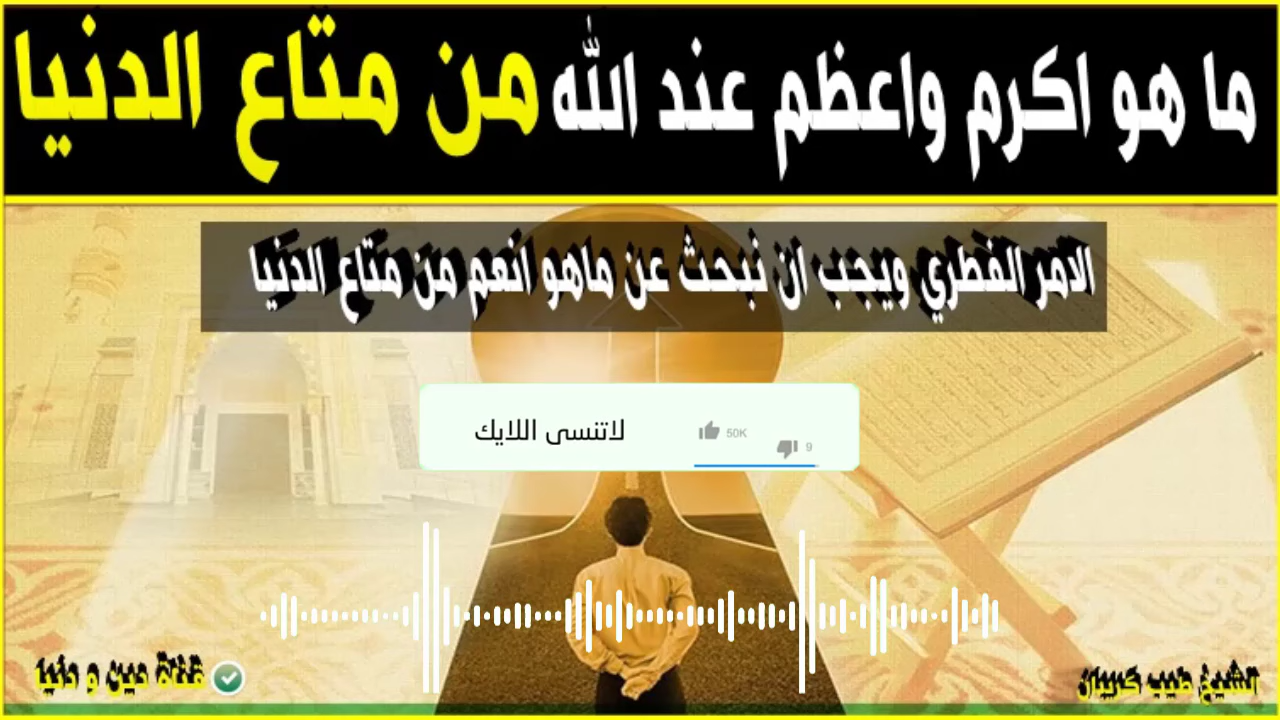 ما هو اكرم واعظم عند الله من متاع الدنيا
الامر الفطري ويجب ان نبحث عن ماهو انعم من متاع الدنيا
لاتنسى اللايك
50K
9
الشيخ طيب كريبان
قناة دين و دنيا